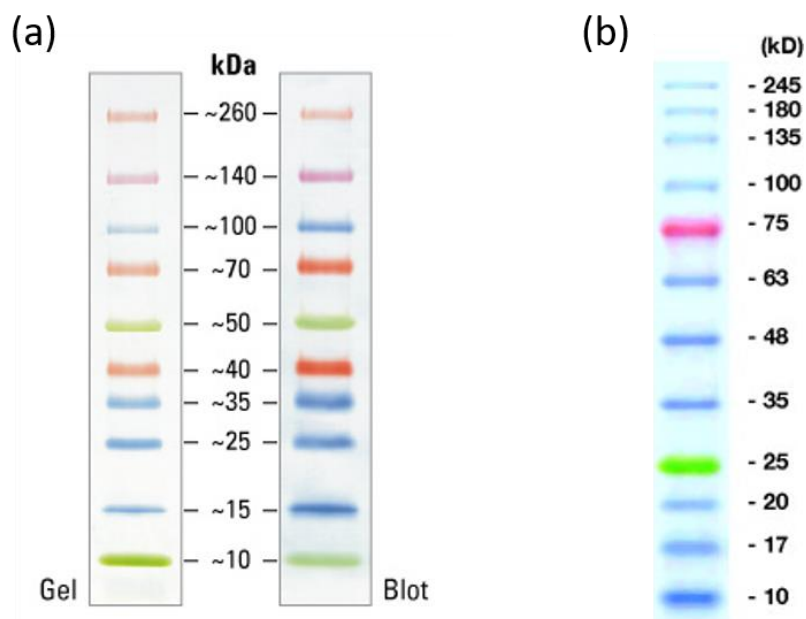 (a)
kDa
– ~260 –
– ~140 –
– ~100 –
– ~70 –
– ~50 –
– ~40 –
– ~35 –
– ~25 –
– ~15 –
– ~10 –
Gel
Blot
(b)
(kD)
- 245
- 180
- 135
- 100
- 75
- 63
- 48
- 35
- 25
- 20
- 17
- 10